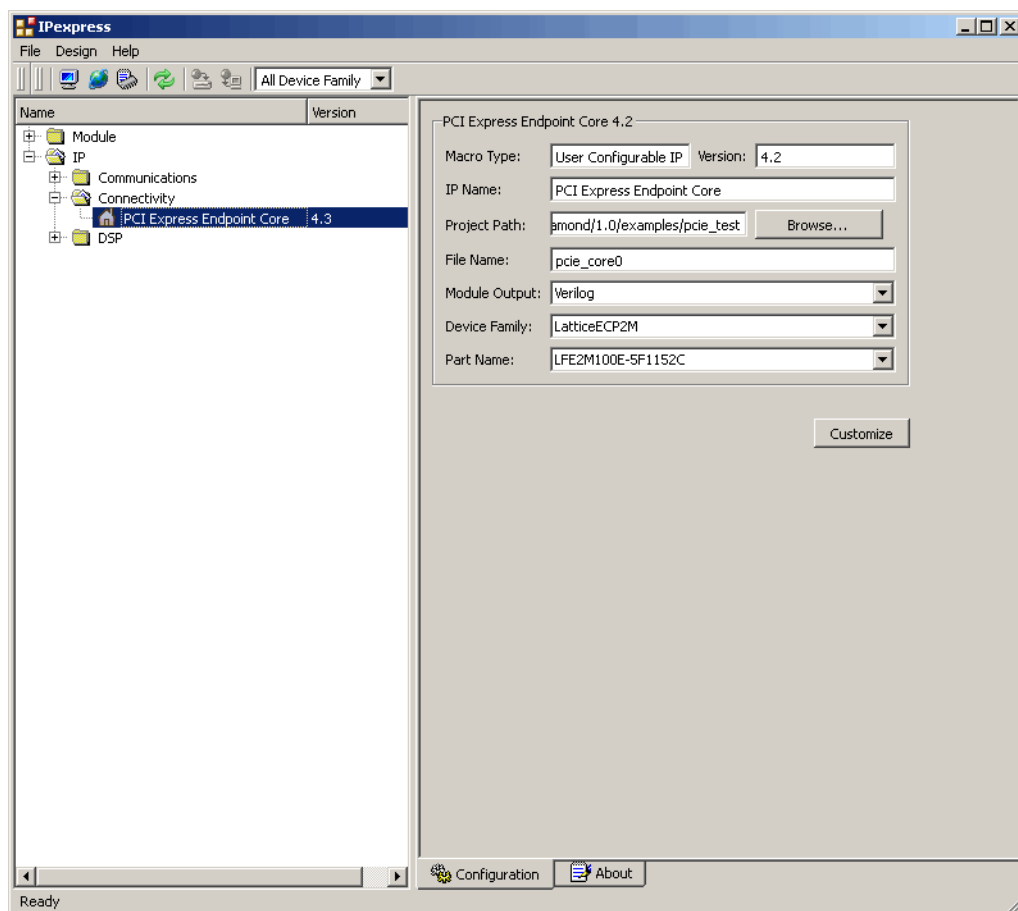 IPexpress
File Design Help
All Device Family
Name Version
Module
IP
Communications
Connectivity
PCI Express Endpoint Core 4.3
DSP
PCI Express Endpoint Core 4.2
Macro Type: User Configurable IP Version: 4.2
IP Name: PCI Express Endpoint Core
Project Path: amond/1.0/examples/pcie_test Browse...
File Name: pcie_core0
Module Output: Verilog
Device Family: LatticeECP2M
Part Name: LFE2M100E-5F1152C
Customize
Configuration About
Ready